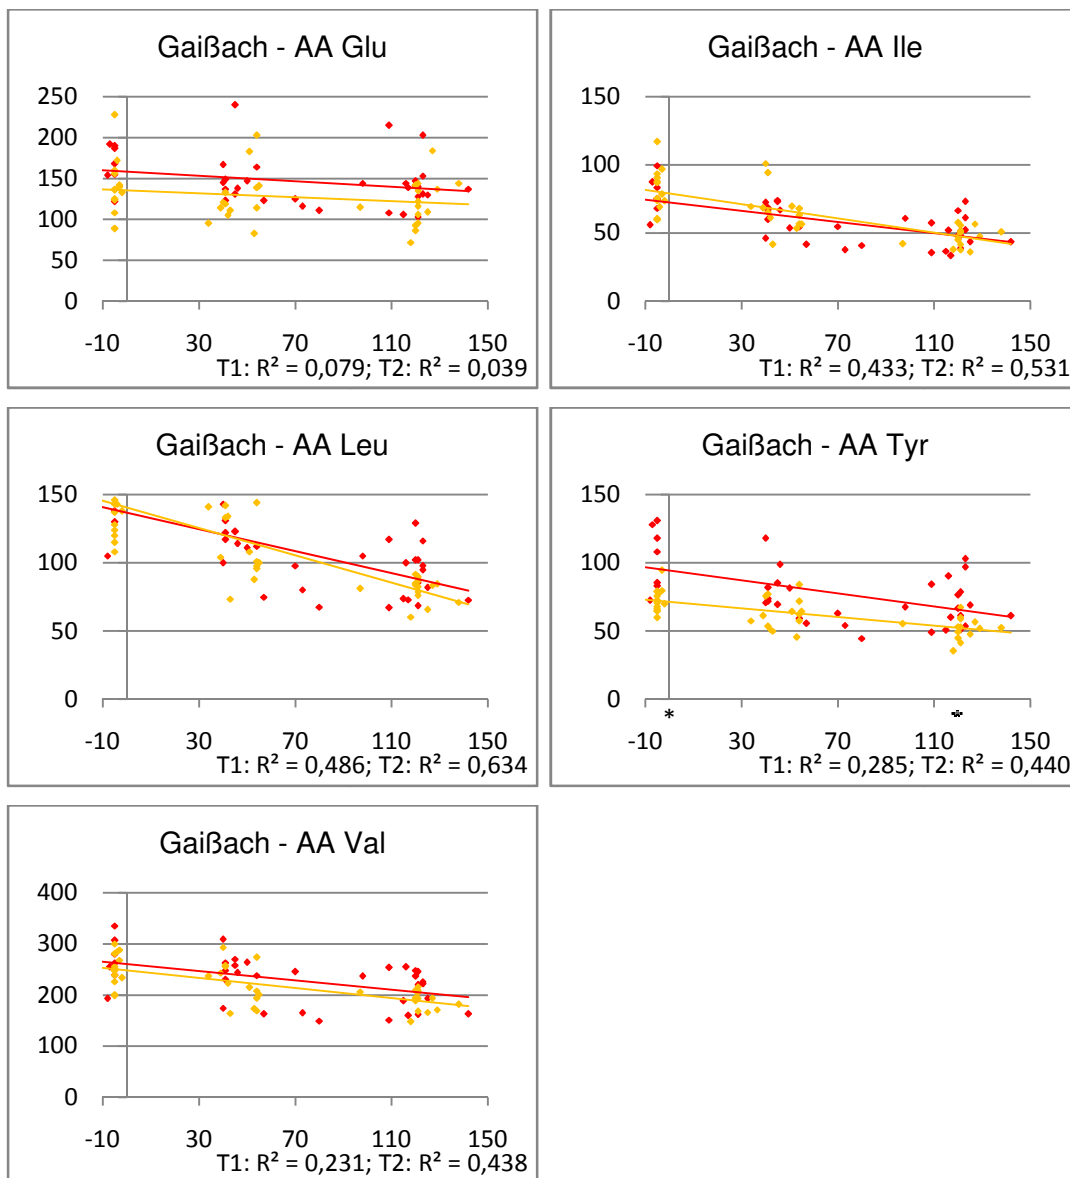 Gaißach - AA Glu
250
200
150
100
50
0
-10 30 70 110 150
T1: R² = 0,079; T2: R² = 0,039
Gaißach - AA Ile
150
100
50
0
-10 30 70 110 150
T1: R² = 0,433; T2: R² = 0,531
Gaißach - AA Leu
150
100
50
0
-10 30 70 110 150
T1: R² = 0,486; T2: R² = 0,634
Gaißach - AA Tyr
150
100
50
0
* *
-10 30 70 110 150
T1: R² = 0,285; T2: R² = 0,440
Gaißach - AA Val
400
300
200
100
0
-10 30 70 110 150
T1: R² = 0,231; T2: R² = 0,438